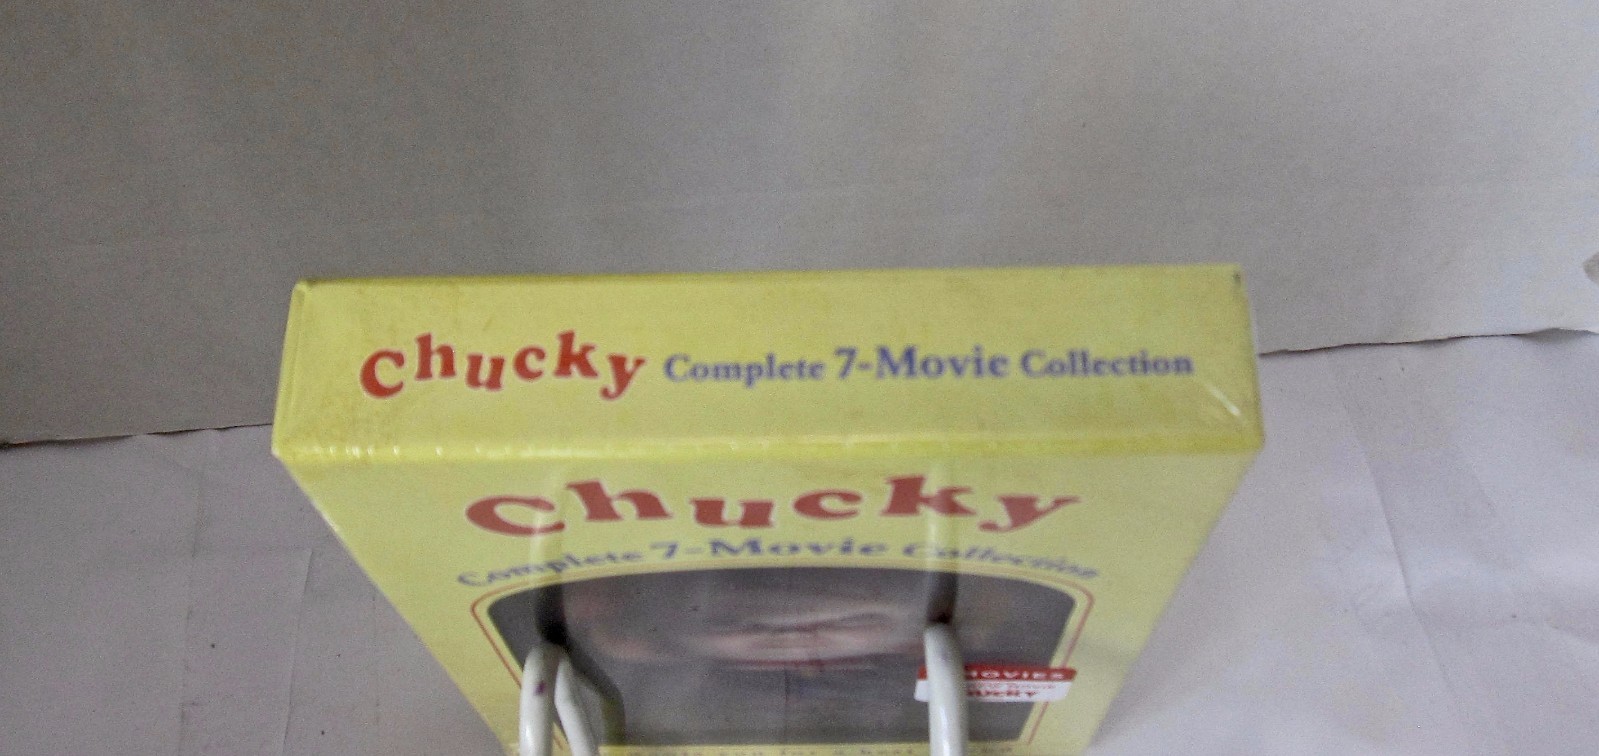 Chucky Complete 7-Movie Collection
Chucky
Complete 7-Movie Collection
MOVIES